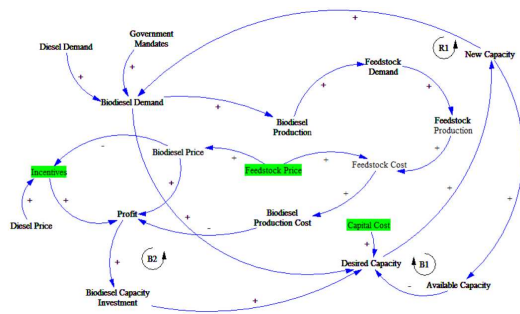 Diesel Demand
Government
Mandates
Biodiesel Demand
R1
New Capacity
Feedstock
Demand
Biodiesel
Production
Feedstock
Production
Biodiesel Price
Incentives
Feedstock Price
Feedstock Cost
Diesel Price
Profit
Biodiesel
Production Cost
Capital Cost
B2
Desired Capacity
B1
Biodiesel Capacity
Investment
Available Capacity